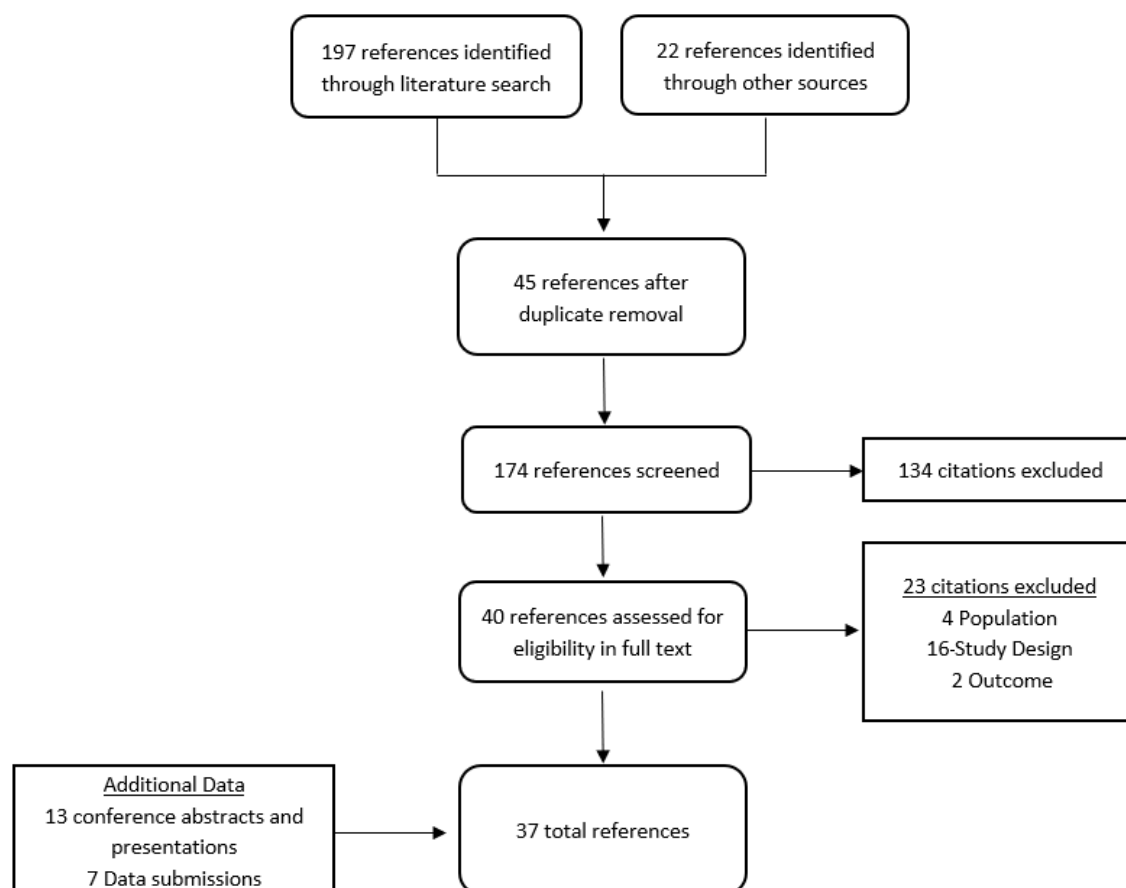 197 references identified
through literature search
22 references identified
through other sources
45 references after
duplicate removal
174 references screened
134 citations excluded
40 references assessed for
eligibility in full text
23 citations excluded
4 Population
16-Study Design
2 Outcome
Additional Data
13 conference abstracts and
presentations
7 Data submissions
37 total references